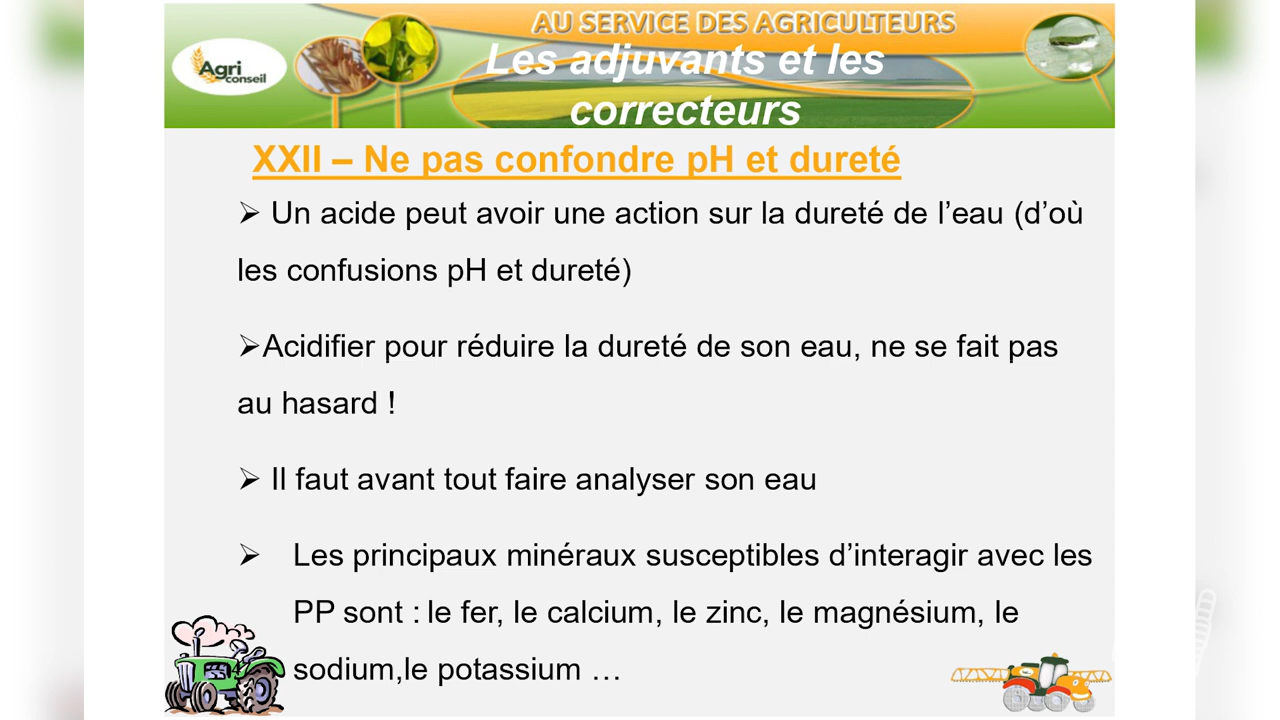 AU SERVICE DES AGRICULTEURS
Agri
conseil
Les adjuvants et les
correcteurs
XXII – Ne pas confondre pH et dureté
➢ Un acide peut avoir une action sur la dureté de l’eau (d’où
les confusions pH et dureté)
➢Acidifier pour réduire la dureté de son eau, ne se fait pas
au hasard !
➢ Il faut avant tout faire analyser son eau
➢ Les principaux minéraux susceptibles d’interagir avec les
PP sont : le fer, le calcium, le zinc, le magnésium, le
sodium,le potassium …